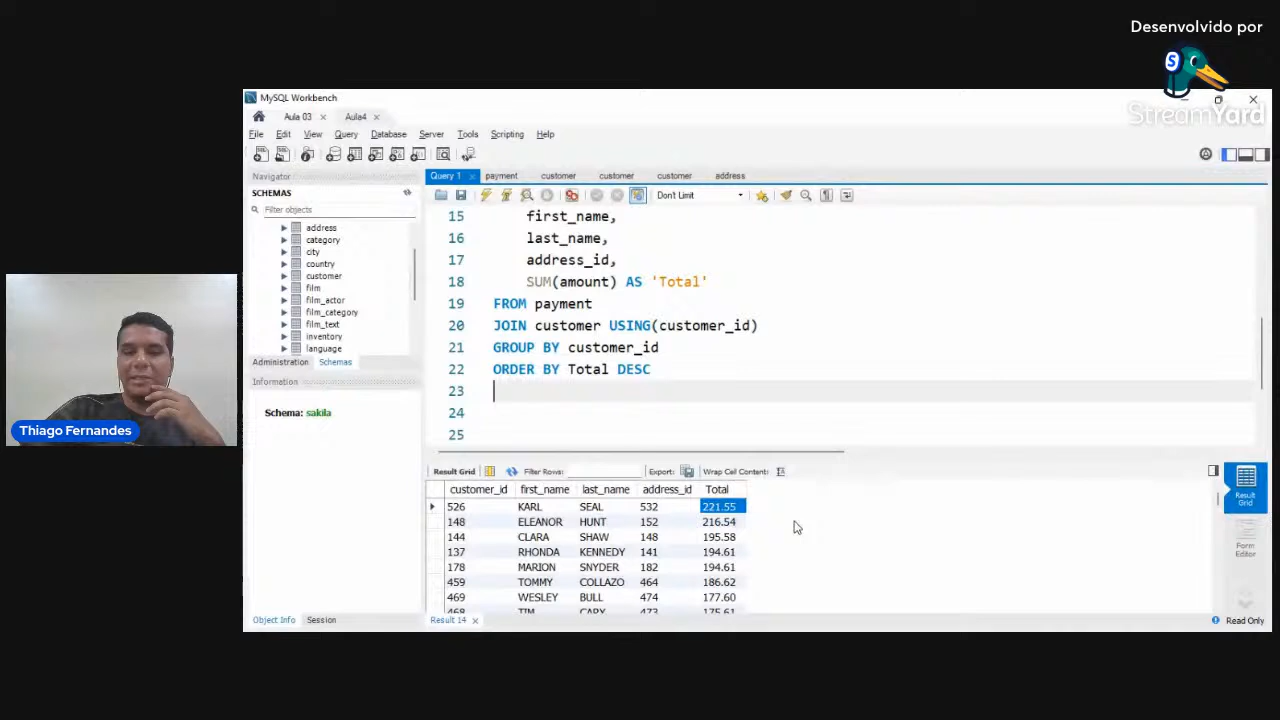 Desenvolvido por
StreamYard
MySQL Workbench
Aula 03
Aula4
File Edit View Query Database Server Tools Scripting Help
Navigator
SCHEMAS
Filter objects
address
category
city
country
customer
film
film_actor
film_category
film_text
inventory
language
Administration Schemas
Information
Schema: sakila
Object Info Session
Query 1 payment customer customer customer address
Don't Limit
15 first_name,
16 last_name,
17 address_id,
18 SUM(amount) AS 'Total'
19 FROM payment
20 JOIN customer USING(customer_id)
21 GROUP BY customer_id
22 ORDER BY Total DESC
23
24
25
Result Grid Filter Rows: Export: Wrap Cell Content:
customer_id first_name last_name address_id Total
526 KARL SEAL 532 221.55
148 ELEANOR HUNT 152 216.54
144 CLARA SHAW 148 195.58
137 RHONDA KENNEDY 141 194.61
178 MARION SNYDER 182 194.61
459 TOMMY COLLAZO 464 186.62
469 WESLEY BULL 474 177.60
468 TIM CARY 473 175.61
Result Grid
Form Editor
Result 14
Read Only
Thiago Fernandes